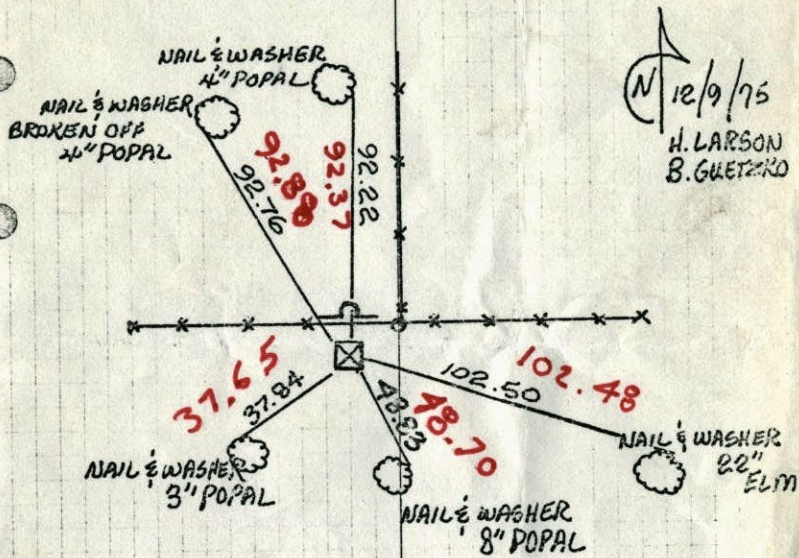 NAIL & WASHER
4" POPAL
NAIL & WASHER
BROKEN OFF
4" POPAL
N
12/9/75
H. LARSON
B. GUETZKO
92.88
92.76
92.37
92.22
37.65
37.84
48.83
48.70
102.50
102.48
NAIL & WASHER
3" POPAL
NAIL & WASHER
8" POPAL
NAIL & WASHER
22"
ELM